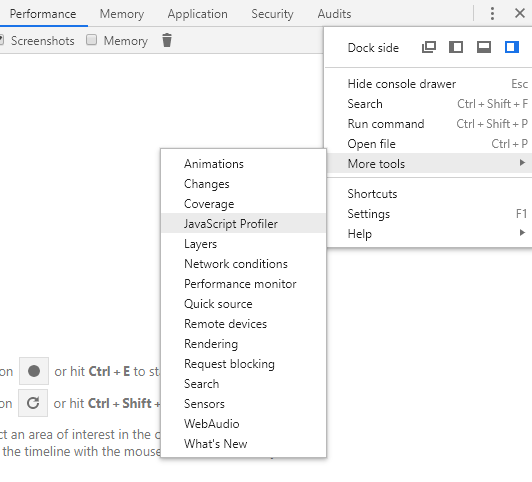 Performance Memory Application Security Audits
Screenshots Memory
Dock side
Hide console drawer Esc
Search Ctrl + Shift + F
Run command Ctrl + Shift + P
Open file Ctrl + P
More tools
Shortcuts
Settings F1
Help
Animations
Changes
Coverage
JavaScript Profiler
Layers
Network conditions
Performance monitor
Quick source
Remote devices
Rendering
Request blocking
Search
Sensors
WebAudio
What's New
on or hit Ctrl + E to sta
on or hit Ctrl + Shift +
ct an area of interest in the o
the timeline with the mouse